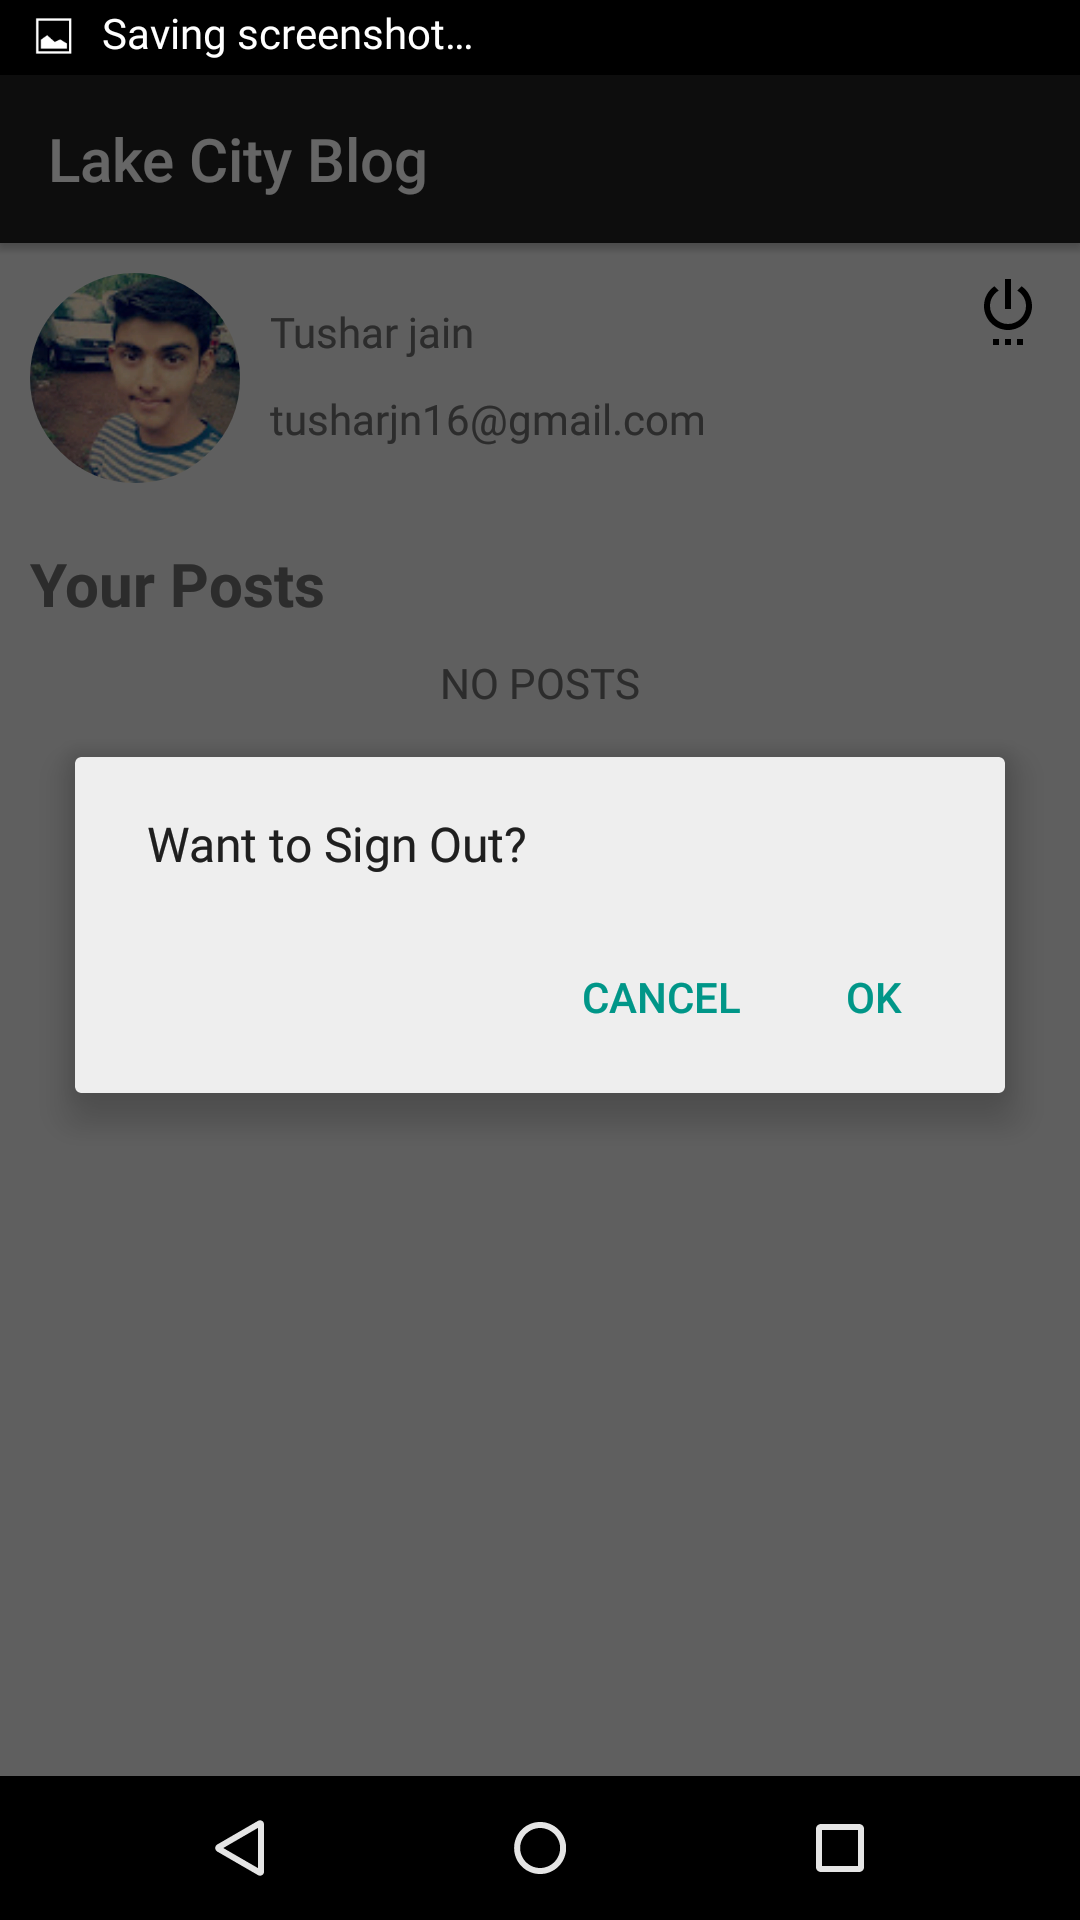 Saving screenshot...
Lake City Blog
Tushar jain
tusharjn16@gmail.com
Your Posts
NO POSTS
Want to Sign Out?
CANCEL OK